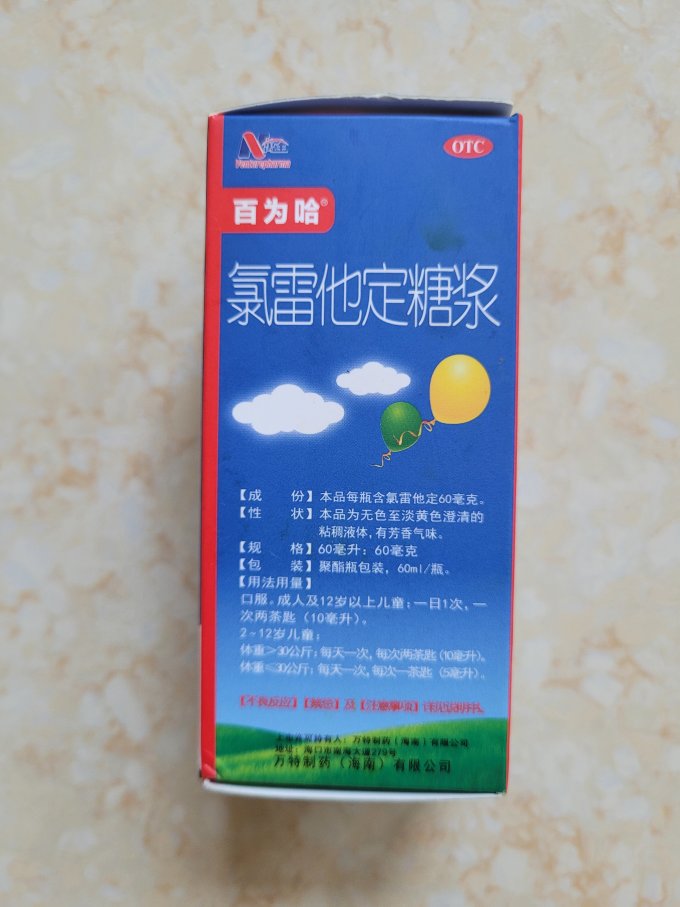 OTC
Venturepharma
百为哈®
氯雷他定糖浆
【成 份】本品每瓶含氯雷他定60毫克。
【性 状】本品为无色至淡黄色澄清的
粘稠液体，有芳香气味。
【规 格】60毫升：60毫克
【包 装】聚酯瓶包装，60ml/瓶。
【用法用量】
口服。成人及12岁以上儿童：一日1次，一
次两茶匙（10毫升）。
2~12岁儿童：
体重＞30公斤：每天一次，每次两茶匙（10毫升）。
体重≤30公斤：每天一次，每次一茶匙（5毫升）。
【不良反应】【禁忌】及【注意事项】详见说明书。
上市许可持有人：万特制药（海南）有限公司
地址：海口市南海大道279号
万特制药（海南）有限公司